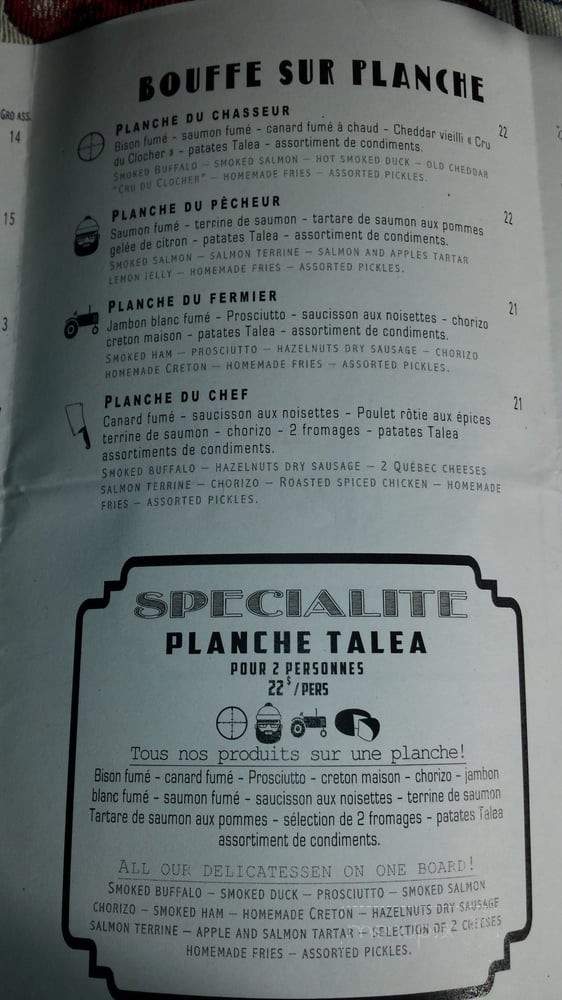 BOUFFE SUR PLANCHE
GRD ASS.
14
15
3
PLANCHE DU CHASSEUR
22
Bison fumé - saumon fumé - canard fumé à chaud - Cheddar vieilli « Cru
du Clocher » - patates Talea - assortiment de condiments.
SMOKED BUFFALO – SMOKED SALMON – HOT SMOKED DUCK – OLD CHEDDAR
"CRU DU CLOCHER" – HOMEMADE FRIES – ASSORTED PICKLES.
PLANCHE DU PÊCHEUR
22
Saumon fumé - terrine de saumon - tartare de saumon aux pommes
gelée de citron - patates Talea - assortiment de condiments.
SMOKED SALMON – SALMON TERRINE – SALMON AND APPLES TARTAR
LEMON JELLY – HOMEMADE FRIES – ASSORTED PICKLES.
PLANCHE DU FERMIER
21
Jambon blanc fumé - Prosciutto - saucisson aux noisettes - chorizo
creton maison - patates Talea - assortiment de condiments.
SMOKED HAM – PROSCIUTTO – HAZELNUTS DRY SAUSAGE – CHORIZO
HOMEMADE CRETON – HOMEMADE FRIES – ASSORTED PICKLES.
PLANCHE DU CHEF
21
Canard fumé - saucisson aux noisettes - Poulet rôtie aux épices
terrine de saumon - chorizo - 2 fromages - patates Talea
assortiments de condiments.
SMOKED BUFFALO – HAZELNUTS DRY SAUSAGE – 2 QUÉBEC CHEESES
SALMON TERRINE – CHORIZO – ROASTED SPICED CHICKEN – HOMEMADE
FRIES – ASSORTED PICKLES.
SPECIALITE
PLANCHE TALEA
POUR 2 PERSONNES
22$/PERS
Tous nos produits sur une planche!
Bison fumé - canard fumé - Prosciutto - creton maison - chorizo - jambon
blanc fumé - saumon fumé - saucisson aux noisettes - terrine de saumon
Tartare de saumon aux pommes - sélection de 2 fromages - patates Talea
assortiment de condiments.
ALL OUR DELICATESSEN ON ONE BOARD!
SMOKED BUFFALO – SMOKED DUCK – PROSCIUTTO – SMOKED SALMON
CHORIZO – SMOKED HAM – HOMEMADE CRETON – HAZELNUTS DRY SAUSAGE
SALMON TERRINE – APPLE AND SALMON TARTAR – SELECTION OF 2 CHEESES
HOMEMADE FRIES – ASSORTED PICKLES.